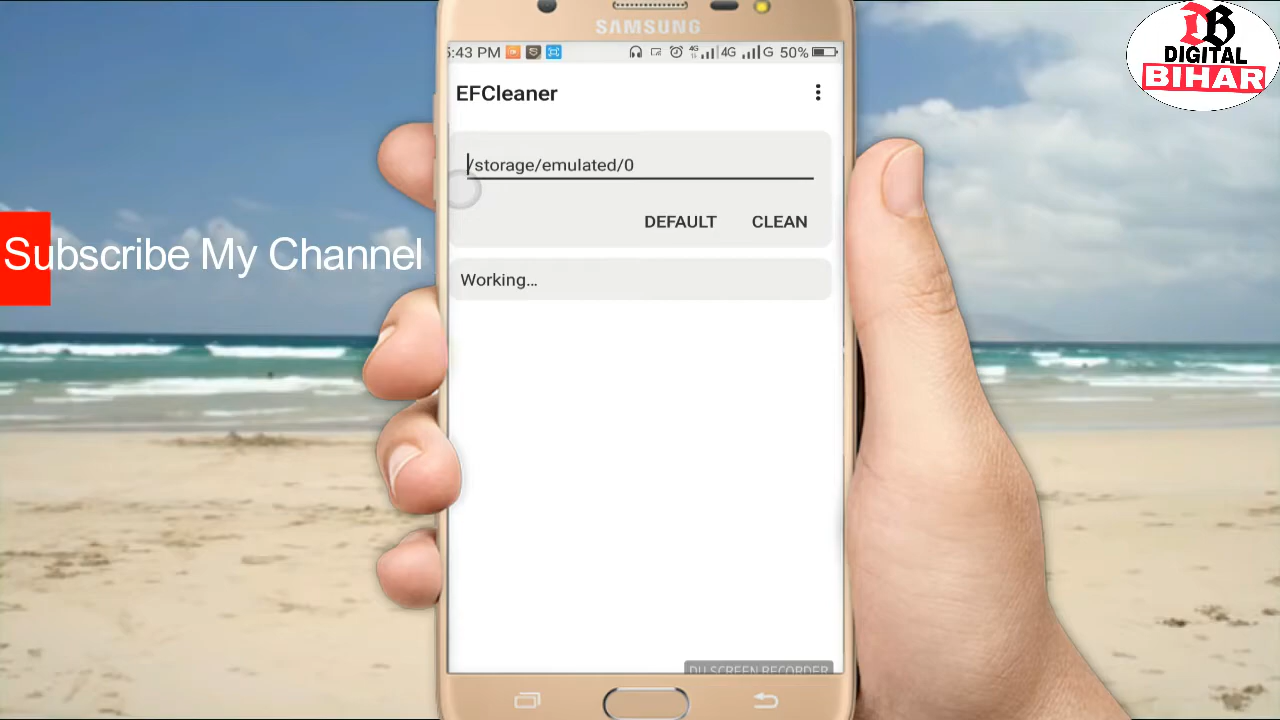 SAMSUNG
5:43 PM 4G 4G G 50%
DIGITAL
BIHAR
EFCleaner
/storage/emulated/0
DEFAULT CLEAN
Subscribe My Channel
Working...
DU SCREEN RECORDER